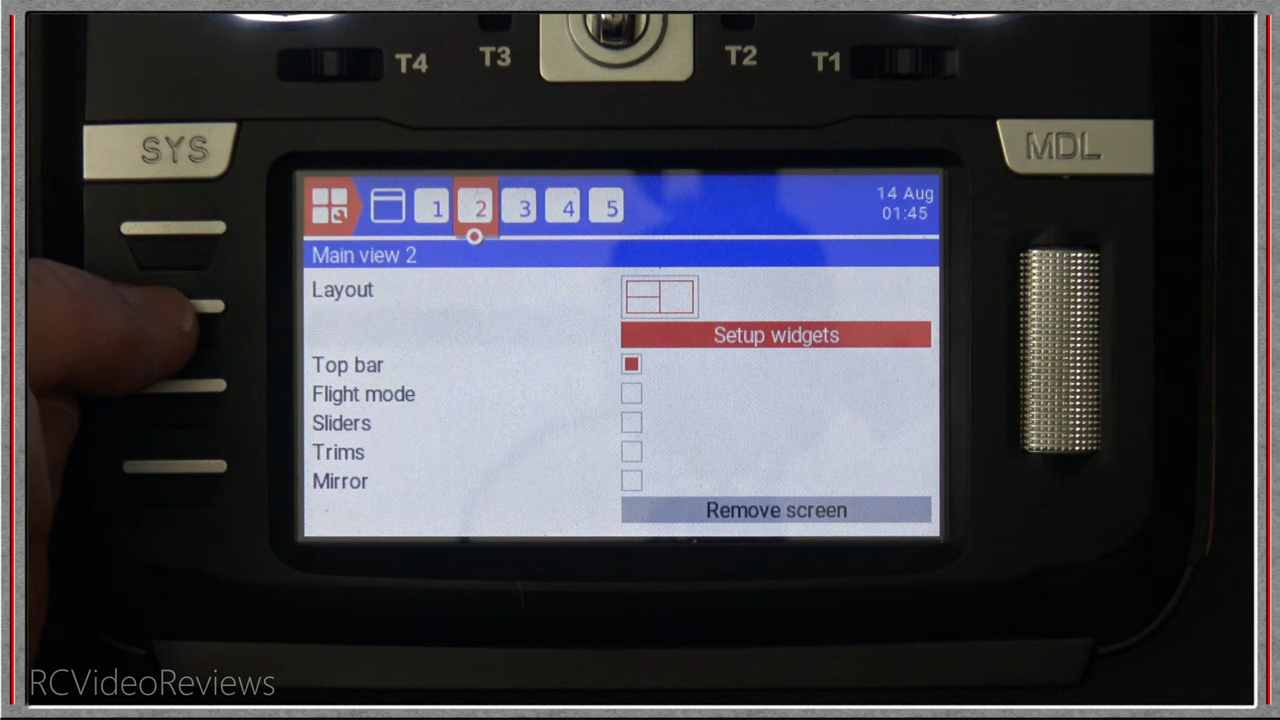 T4 T3 T2 T1
SYS
MDL
1 2 3 4 5
14 Aug
01:45
Main view 2
Layout
Setup widgets
Top bar
Flight mode
Sliders
Trims
Mirror
Remove screen
RCVideoReviews